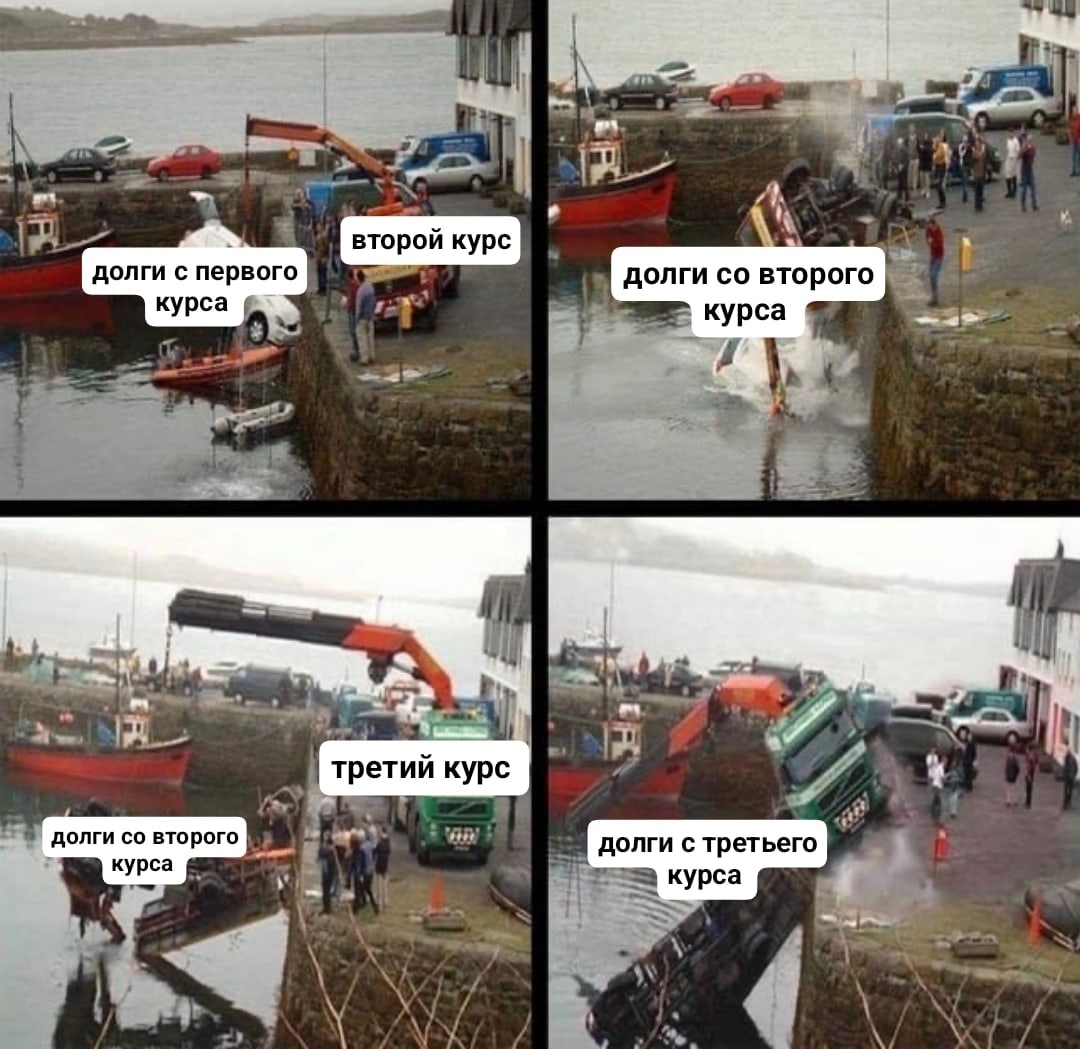 второй курс
долги с первого
курса
долги со второго
курса
третий курс
долги со второго
курса
долги с третьего
курса